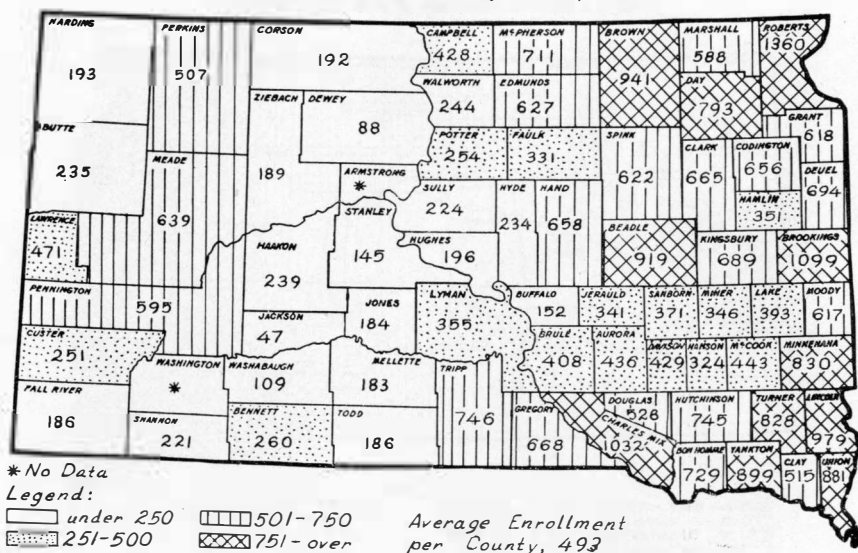 HARDING
193
PERKINS
507
CORSON
192
CAMPBELL
428
McPHERSON
711
BROWN
941
MARSHALL
588
ROBERTS
1360
BUTTE
235
MEADE
639
ZIEBACH
189
DEWEY
88
ARMSTRONG
*
WALWORTH
244
EDMUNDS
627
DAY
793
GRANT
618
POTTER
254
FAULK
331
SPINK
622
CLARK
665
CODINGTON
656
DEUEL
694
HAMLIN
351
LAWRENCE
471
HAAKON
239
STANLEY
145
SULLY
224
HYDE
234
HAND
658
HUGHES
196
BEADLE
919
KINGSBURY
689
BROOKINGS
1099
PENNINGTON
595
JACKSON
47
JONES
184
LYMAN
355
BUFFALO
152
JERAULD
341
SANBORN
371
MINER
346
LAKE
393
MOODY
617
CUSTER
251
WASHINGTON
*
WASHABAUGH
109
MELLETTE
183
TRIPP
746
BRULE
408
AURORA
436
DAVISON
429
HANSON
324
McCOOK
443
MINNEHAHA
830
FALL RIVER
186
SHANNON
221
BENNETT
260
TODD
186
GREGORY
668
CHARLES MIX
1032
DOUGLAS
528
HUTCHINSON
745
TURNER
828
LINCOLN
979
BON HOMME
729
YANKTON
899
CLAY
515
UNION
881
* No Data
Legend:
under 250
501-750
251-500
751-over
Average Enrollment
per County, 493